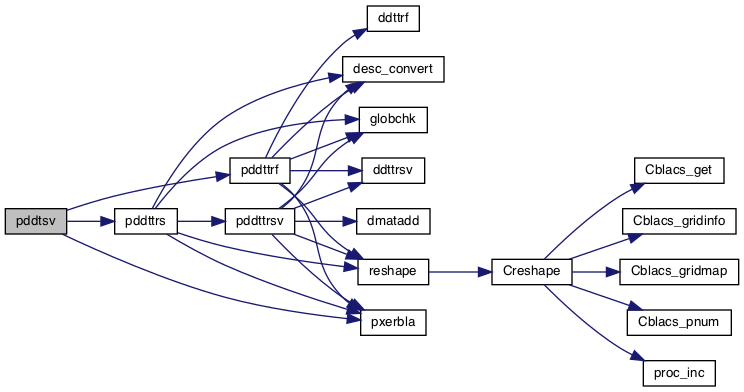 ddttrf
desc_convert
globchk
pddttrf
ddttrsv
Cblacs_get
pddtsv
pddttrs
pddttrsv
dmatadd
Cblacs_gridinfo
reshape
Creshape
Cblacs_gridmap
pxerbla
Cblacs_pnum
proc_inc